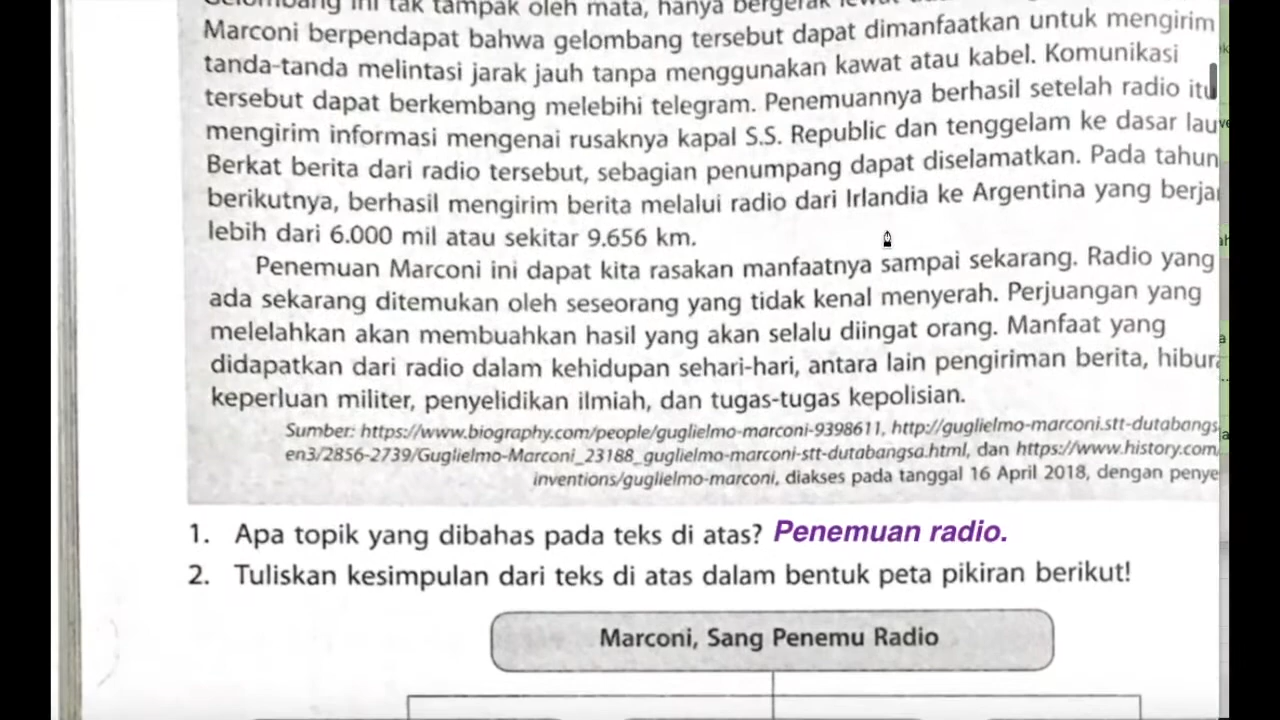 ini tak tampak oleh mata, hanya bergerak
Marconi berpendapat bahwa gelombang tersebut dapat dimanfaatkan untuk mengirim
tanda-tanda melintasi jarak jauh tanpa menggunakan kawat atau kabel. Komunikasi
tersebut dapat berkembang melebihi telegram. Penemuannya berhasil setelah radio itu
mengirim informasi mengenai rusaknya kapal S.S. Republic dan tenggelam ke dasar lau
Berkat berita dari radio tersebut, sebagian penumpang dapat diselamatkan. Pada tahun
berikutnya, berhasil mengirim berita melalui radio dari Irlandia ke Argentina yang berja
lebih dari 6.000 mil atau sekitar 9.656 km.
Penemuan Marconi ini dapat kita rasakan manfaatnya sampai sekarang. Radio yang
ada sekarang ditemukan oleh seseorang yang tidak kenal menyerah. Perjuangan yang
melelahkan akan membuahkan hasil yang akan selalu diingat orang. Manfaat yang
didapatkan dari radio dalam kehidupan sehari-hari, antara lain pengiriman berita, hibur
keperluan militer, penyelidikan ilmiah, dan tugas-tugas kepolisian.
Sumber: https://www.biography.com/people/guglielmo-marconi-9398611, http://guglielmo-marconi.stt-dutabangs
en3/2856-2739/Guglielmo-Marconi_23188_guglielmo-marconi-stt-dutabangsa.html, dan https://www.history.com/
inventions/guglielmo-marconi, diakses pada tanggal 16 April 2018, dengan penye
1. Apa topik yang dibahas pada teks di atas? Penemuan radio.
2. Tuliskan kesimpulan dari teks di atas dalam bentuk peta pikiran berikut!
Marconi, Sang Penemu Radio